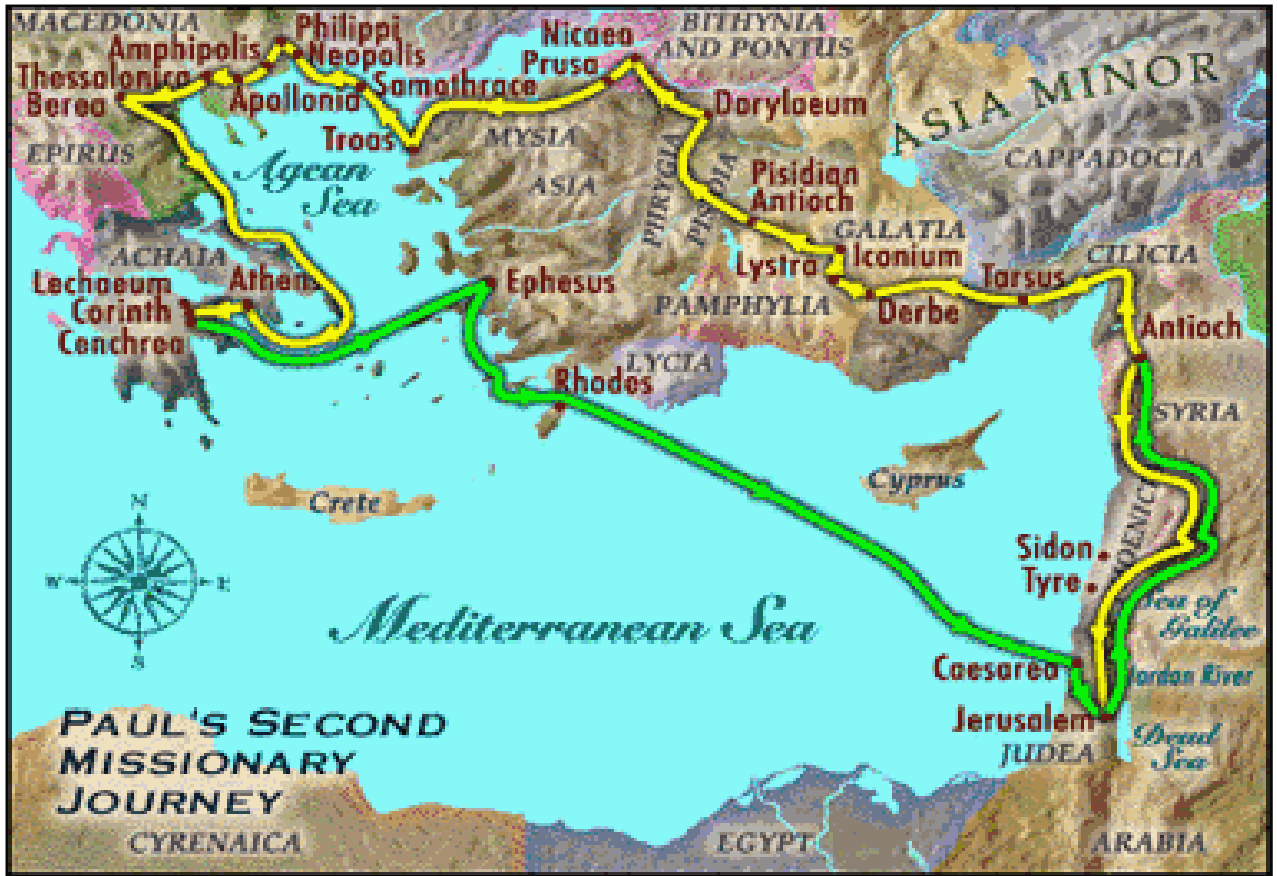 MACEDONIA
Philippi
Amphipolis
Neopolis
Thessalonica
Berea
Apollonia
Samothrace
Nicaea
Prusa
BITHYNIA
AND PONTUS
ASIA MINOR
Dorylaeum
Troas
MYSIA
EPIRUS
Agean
Sea
ASIA
PHRYGIA
PISIDIA
Pisidian
Antioch
CAPPADOCIA
GALATIA
Iconium
Lystra
Derbe
Tarsus
CILICIA
ACHAIA
Lechaeum
Corinth
Cenchrea
Athens
Ephesus
PAMPHYLIA
Antioch
LYCIA
Rhodos
SYRIA
Crete
Cyprus
N
W
E
S
Sidon
Tyre
Mediterranean Sea
Sea of
Galilee
Caesarea
Jordan River
Jerusalem
JUDEA
Dead
Sea
PAUL'S SECOND
MISSIONARY
JOURNEY
CYRENAICA
EGYPT
ARABIA